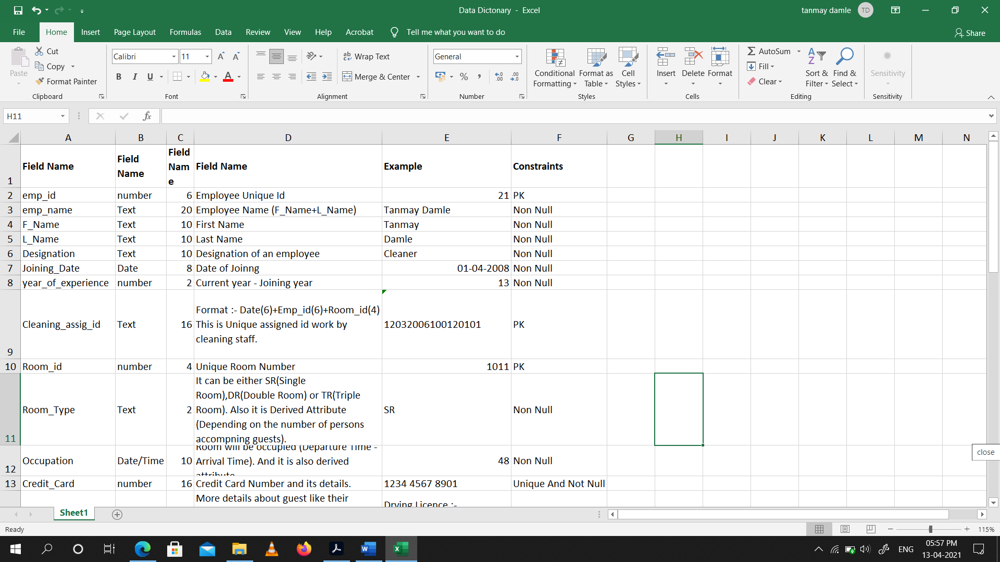 Data Dictonary - Excel
tanmay damle TD
File Home Insert Page Layout Formulas Data Review View Help Acrobat Tell me what you want to do Share
Paste
Cut
Copy
Format Painter
Clipboard
Calibri 11
B I U
Font
Wrap Text
Merge & Center
Alignment
General
Number
Conditional Formatting
Format as Table
Cell Styles
Styles
Insert Delete Format
Cells
AutoSum
Fill
Clear
Sort & Filter
Find & Select
Editing
Sensitivity
Sensitivity
H11 fx
A B C D E F G H I J K L M N
1 Field Name Field Name Field Name Field Name Example Constraints
2 emp_id number 6 Employee Unique Id 21 PK
3 emp_name Text 20 Employee Name (F_Name+L_Name) Tanmay Damle Non Null
4 F_Name Text 10 First Name Tanmay Non Null
5 L_Name Text 10 Last Name Damle Non Null
6 Designation Text 10 Designation of an employee Cleaner Non Null
7 Joining_Date Date 8 Date of Joinng 01-04-2008 Non Null
8 year_of_experience number 2 Current year - Joining year 13 Non Null
Format :- Date(6)+Emp_id(6)+Room_id(4)
9 Cleaning_assig_id Text 16 This is Unique assigned id work by 12032006100120101 PK
cleaning staff.
10 Room_id number 4 Unique Room Number 1011 PK
It can be either SR(Single
Room),DR(Double Room) or TR(Triple
11 Room_Type Text 2 Room). Also it is Derived Attribute SR Non Null
(Depending on the number of persons
accompning guests).
Room will be occupied (Departure Time -
12 Occupation Date/Time 10 Arrival Time). And it is also derived 48 Non Null
attribute
13 Credit_Card number 16 Credit Card Number and its details. 1234 4567 8901 Unique And Not Null
More details about guest like their
Drving Licence :-
close
Sheet1
Ready
115%
ENG
05:57 PM
13-04-2021